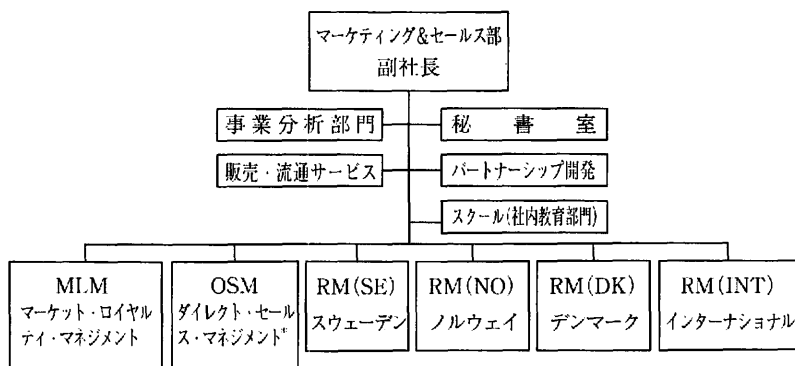 マーケティング&セールス部
副社長
事業分析部門
秘書室
販売・流通サービス
パートナーシップ開発
スクール(社内教育部門)
MLM
マーケット・ロイヤル
ティ・マネジメント
OSM
ダイレクト・セール
ス・マネジメント*
RM(SE)
スウェーデン
RM(NO)
ノルウェイ
RM(DK)
デンマーク
RM(INT)
インターナショナル